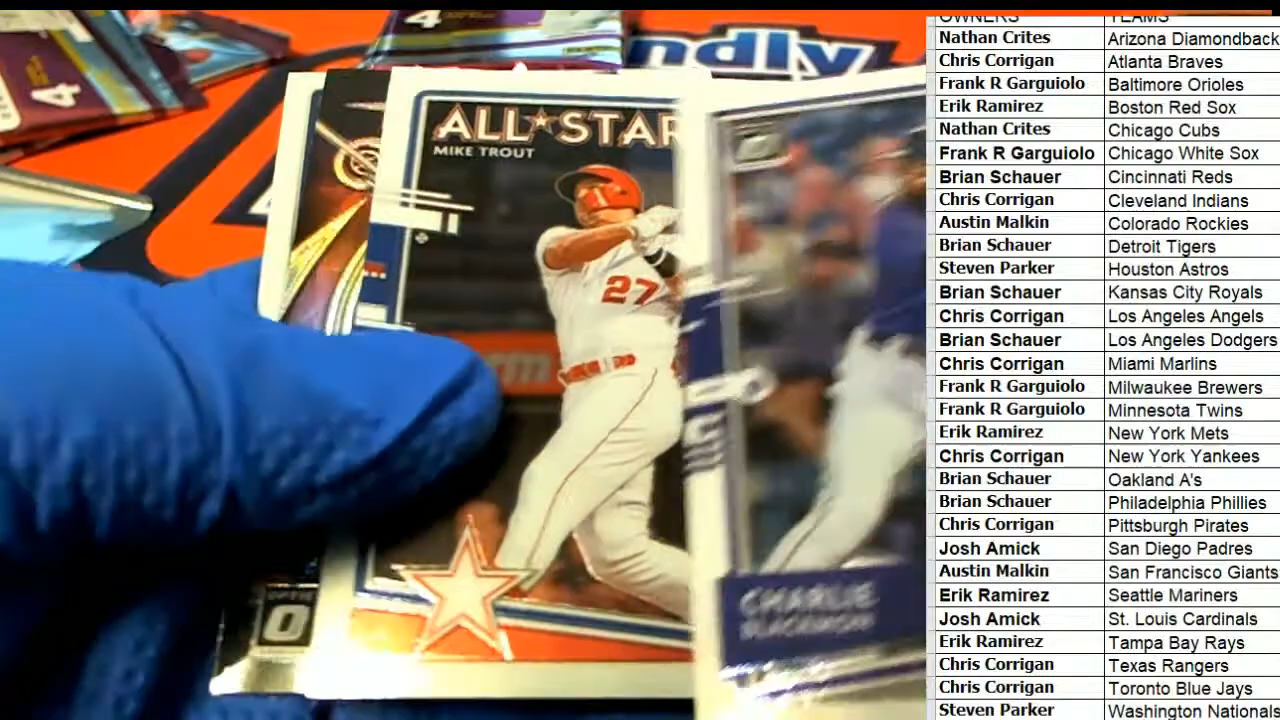 4
4
ndly
ALL★STAR
MIKE TROUT
27
rm
CHARLIE
BLACKMON
OPTIC
OWNERS TEAMS
Nathan Crites Arizona Diamondback
Chris Corrigan Atlanta Braves
Frank R Garguiolo Baltimore Orioles
Erik Ramirez Boston Red Sox
Nathan Crites Chicago Cubs
Frank R Garguiolo Chicago White Sox
Brian Schauer Cincinnati Reds
Chris Corrigan Cleveland Indians
Austin Malkin Colorado Rockies
Brian Schauer Detroit Tigers
Steven Parker Houston Astros
Brian Schauer Kansas City Royals
Chris Corrigan Los Angeles Angels
Brian Schauer Los Angeles Dodgers
Chris Corrigan Miami Marlins
Frank R Garguiolo Milwaukee Brewers
Frank R Garguiolo Minnesota Twins
Erik Ramirez New York Mets
Chris Corrigan New York Yankees
Brian Schauer Oakland A's
Brian Schauer Philadelphia Phillies
Chris Corrigan Pittsburgh Pirates
Josh Amick San Diego Padres
Austin Malkin San Francisco Giants
Erik Ramirez Seattle Mariners
Josh Amick St. Louis Cardinals
Erik Ramirez Tampa Bay Rays
Chris Corrigan Texas Rangers
Chris Corrigan Toronto Blue Jays
Steven Parker Washington Nationals